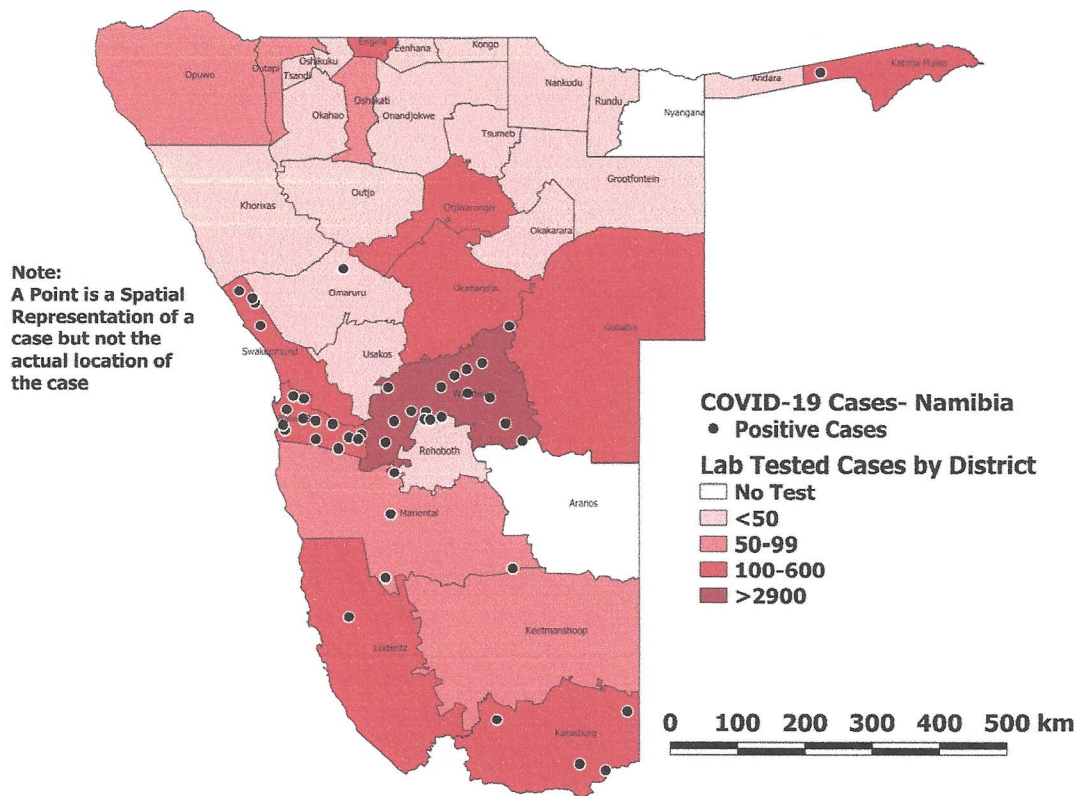 Engela
Kongo
Oshikuku
Eenhana
Opuwo
Outapi
Tsandi
Andara
Katima Mulilo
Nankudu
Okahao
Oshakati
Onandjokwe
Rundu
Nyangana
Tsumeb
Grootfontein
Outjo
Khorixas
Otjiwarongo
Okakarara
Note:
A Point is a Spatial
Representation of a
case but not the
actual location of
the case
Omaruru
Okahandja
Gobabis
Swakopmund
Usakos
COVID-19 Cases- Namibia
Positive Cases
Rehoboth
Lab Tested Cases by District
No Test
Aranos
<50
Mariental
50-99
100-600
>2900
Keetmanshoop
Luderitz
0 100 200 300 400 500 km
Karasburg